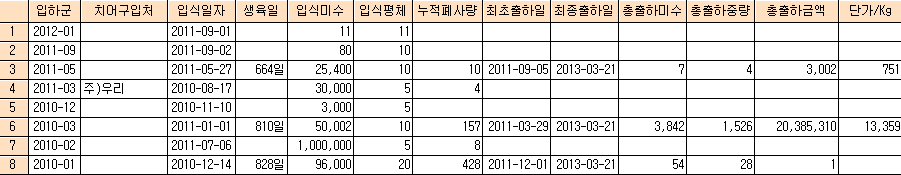 입하군 치어구입처 입식일자 생육일 입식미수 입식평체 누적폐사량 최초출하일 최종출하일 총출하미수 총출하중량 총출하금액 단가/Kg
1 2012-01 2011-09-01 11 11
2 2011-09 2011-09-02 80 10
3 2011-05 2011-05-27 664일 25,400 10 10 2011-09-05 2013-03-21 7 4 3,002 751
4 2011-03 주)우리 2010-08-17 30,000 5 4
5 2010-12 2010-11-10 3,000 5
6 2010-03 2011-01-01 810일 50,002 10 157 2011-03-29 2013-03-21 3,842 1,526 20,385,310 13,359
7 2010-02 2011-07-06 1,000,000 5 8
8 2010-01 2010-12-14 828일 96,000 20 428 2011-12-01 2013-03-21 54 28 1